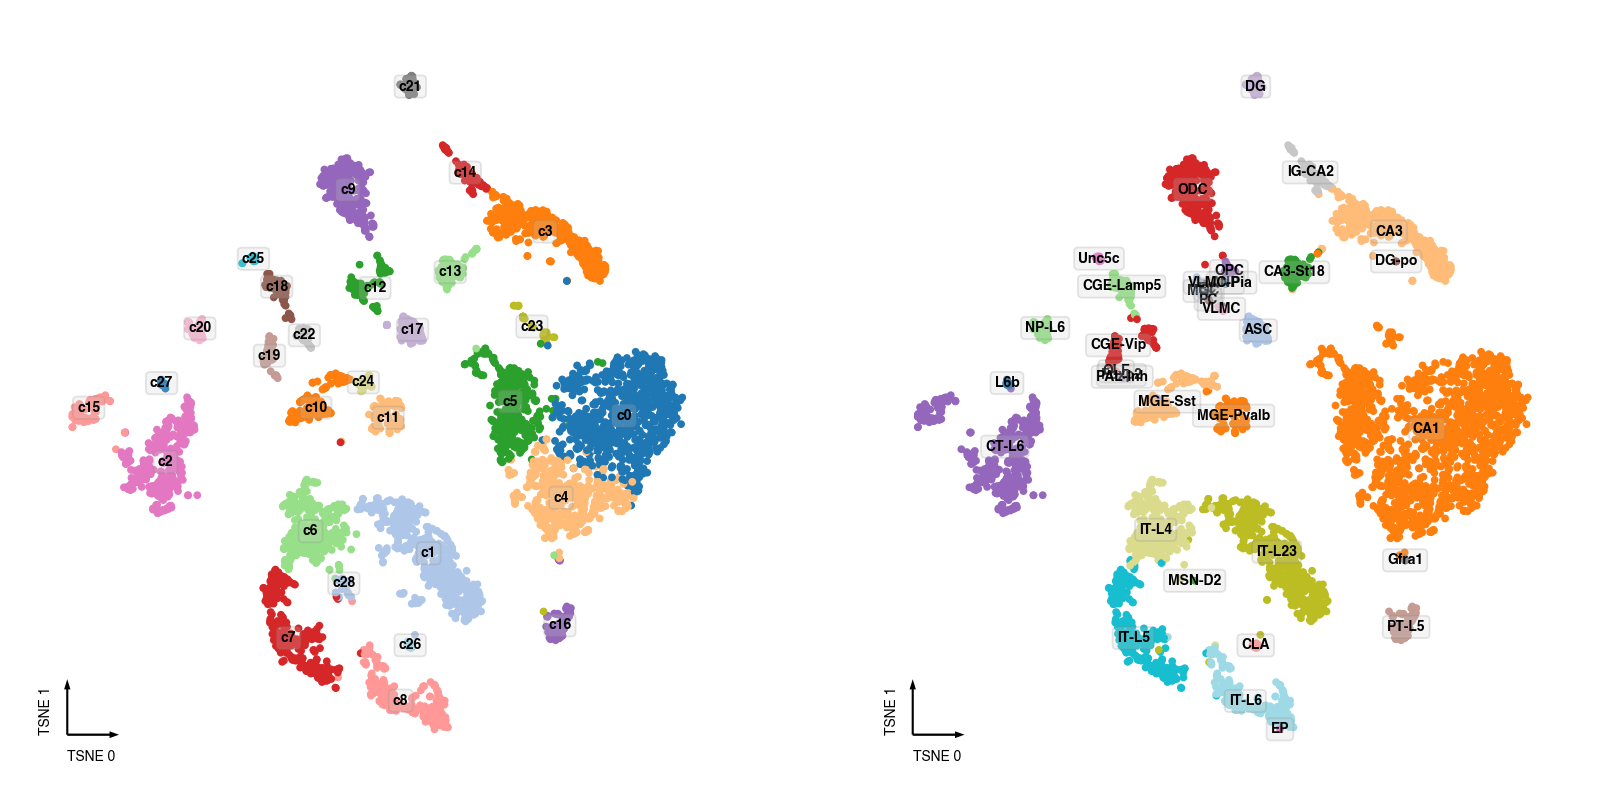 c21
c14
c9
c3
c25
c13
c18
c12
c20
c17
c22
c23
c19
c27
c24
c15
c10
c5
c11
c0
c2
c4
c6
c1
c28
c16
c7
c26
c8
TSNE 1
TSNE 0
DG
IG-CA2
ODC
CA3
Unc5c
DG-po
OPC
CA3-St18
CGE-Lamp5
VLMC-Pia
MGC
PC
VLMC
NP-L6
ASC
CGE-Vip
OLF
L6b
MGE-Sst
MGE-Pvalb
CT-L6
CA1
IT-L4
IT-L23
Gfra1
MSN-D2
PT-L5
IT-L5
CLA
IT-L6
EP
TSNE 1
TSNE 0